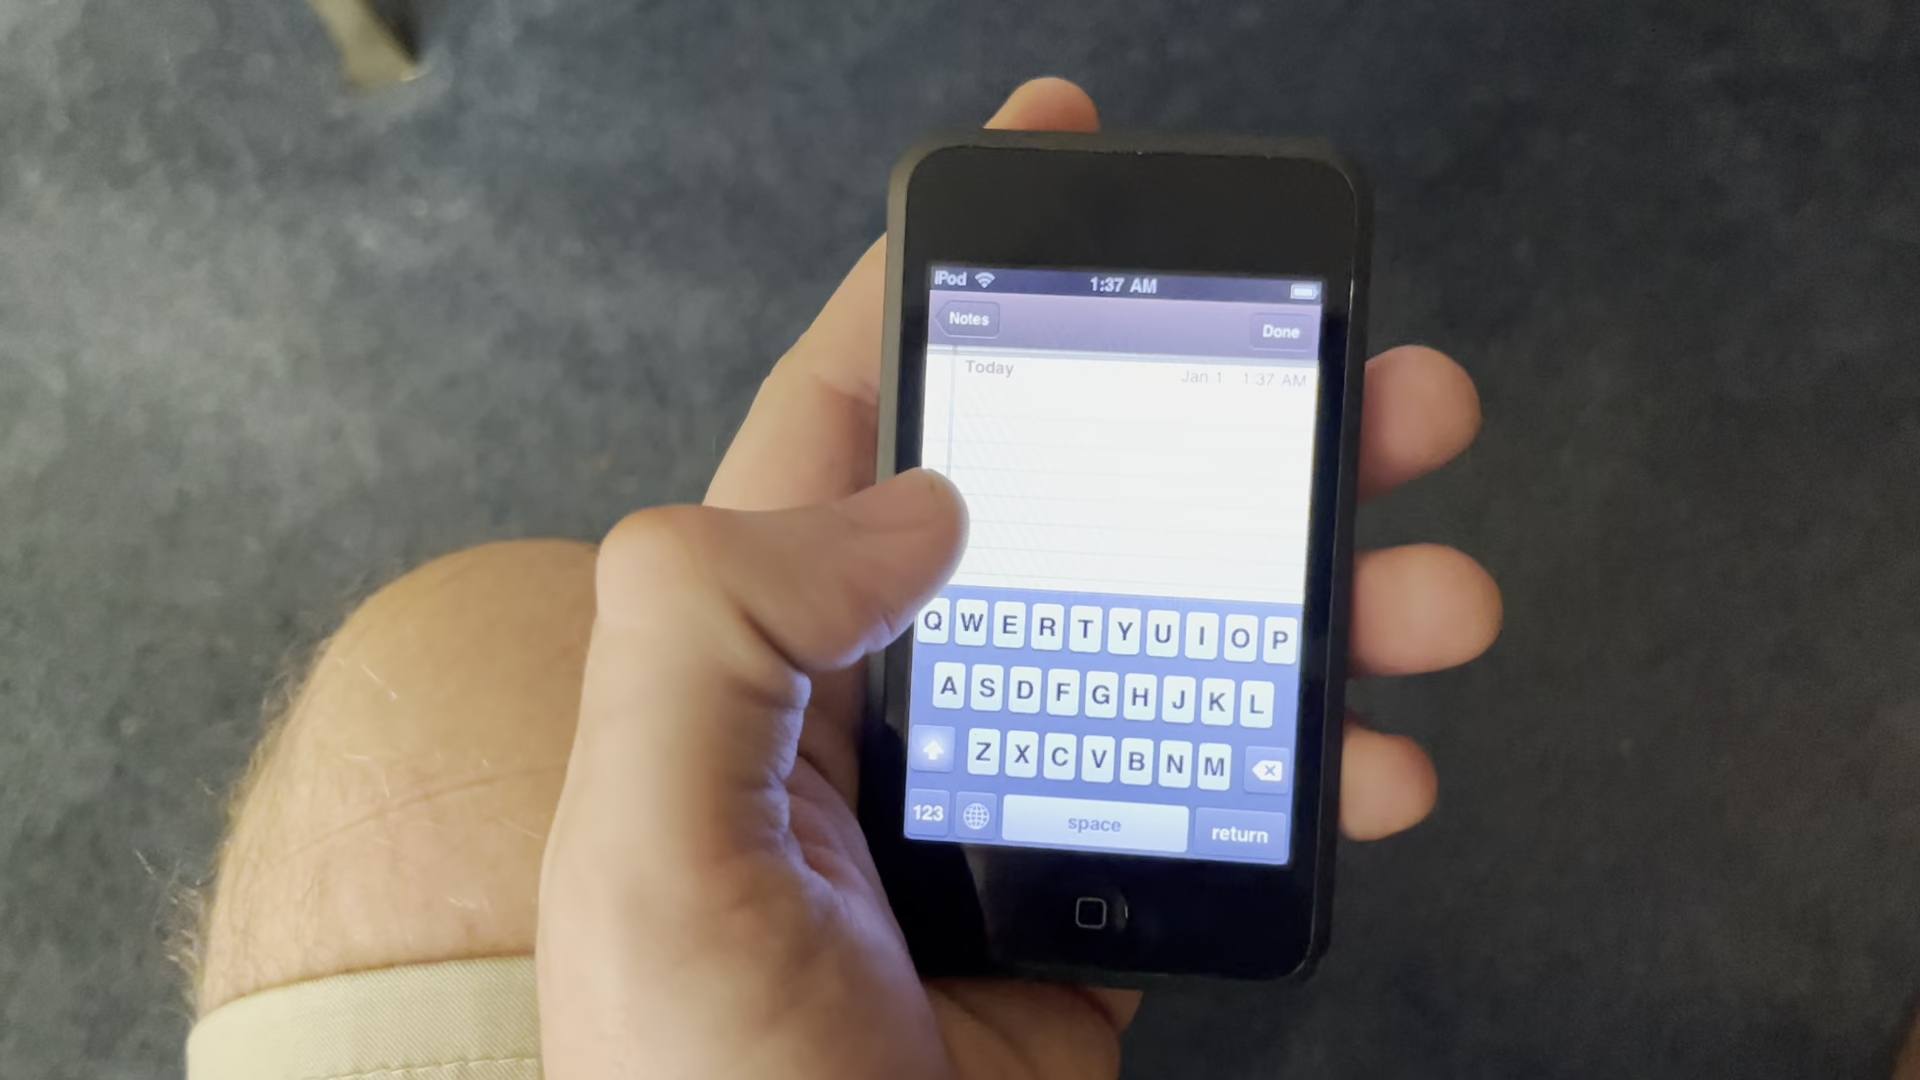 iPod 1:37 AM
Notes Done
Today Jan 1 1:37 AM
Q W E R T Y U I O P
A S D F G H J K L
Z X C V B N M
123 space return